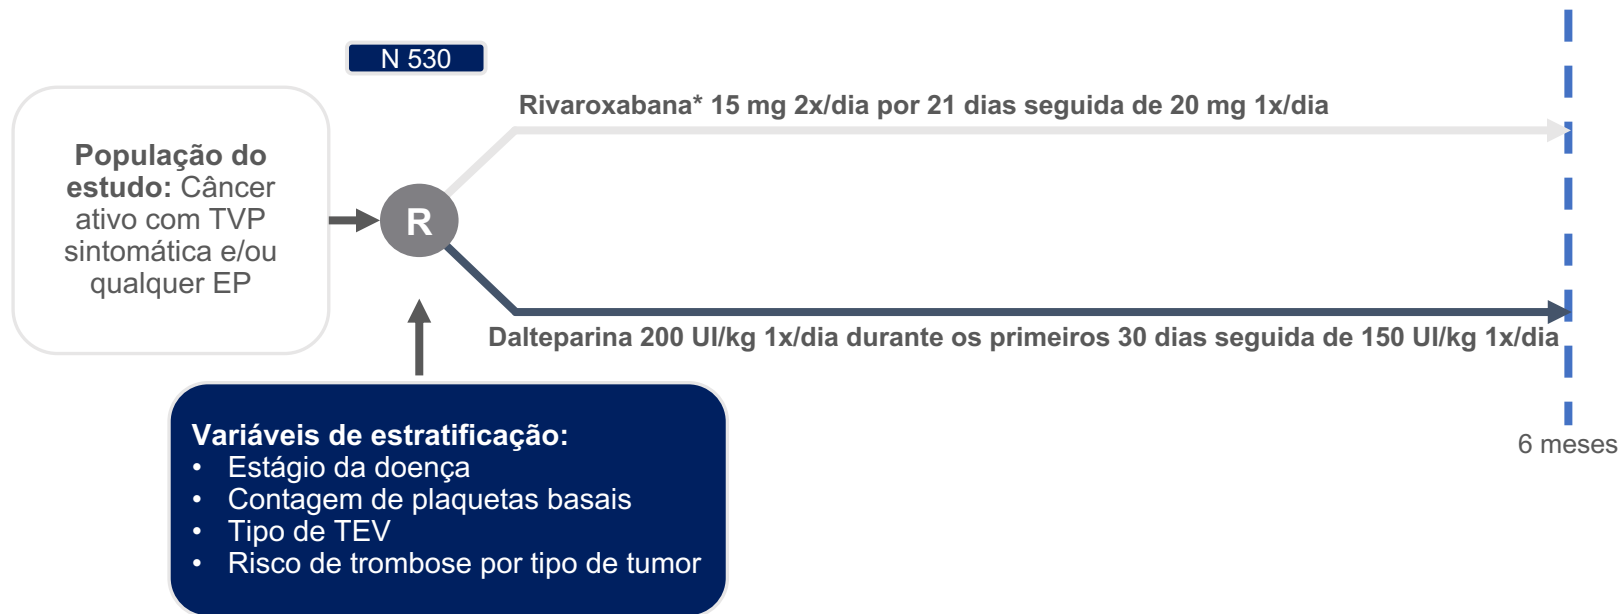 N 530
Rivaroxabana* 15 mg 2x/dia por 21 dias seguida de 20 mg 1x/dia
População do
estudo: Câncer
ativo com TVP
sintomática e/ou
qualquer EP
R
Dalteparina 200 UI/kg 1x/dia durante os primeiros 30 dias seguida de 150 UI/kg 1x/dia
6 meses
Variáveis de estratificação:
• Estágio da doença
• Contagem de plaquetas basais
• Tipo de TEV
• Risco de trombose por tipo de tumor